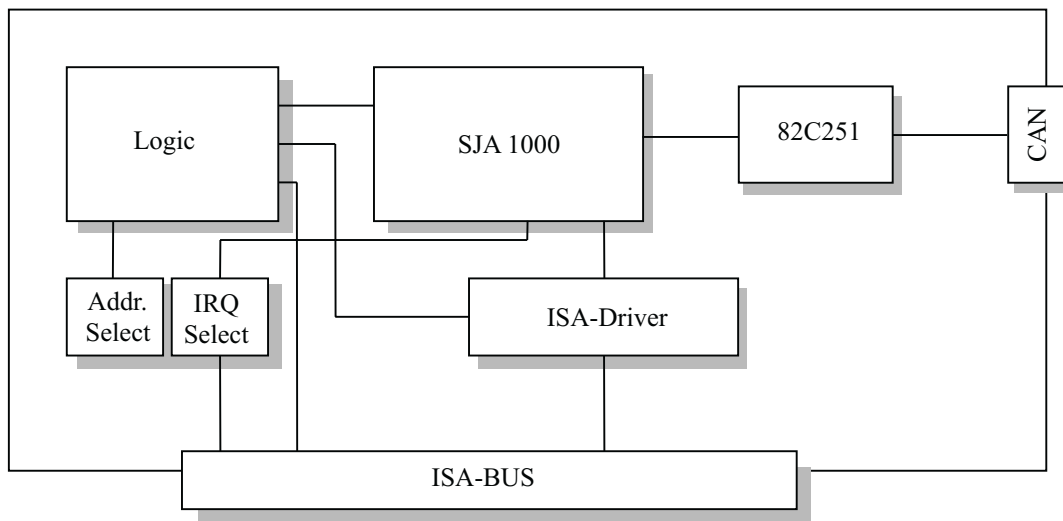 Logic
SJA 1000
82C251
CAN
Addr.
Select
IRQ
Select
ISA-Driver
ISA-BUS